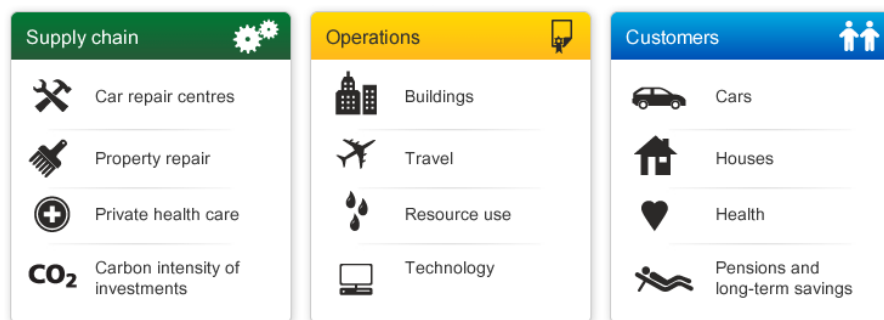 Supply chain
Car repair centres
Property repair
Private health care
CO₂
Carbon intensity of
investments
Operations
Buildings
Travel
Resource use
Technology
Customers
Cars
Houses
Health
Pensions and
long-term savings